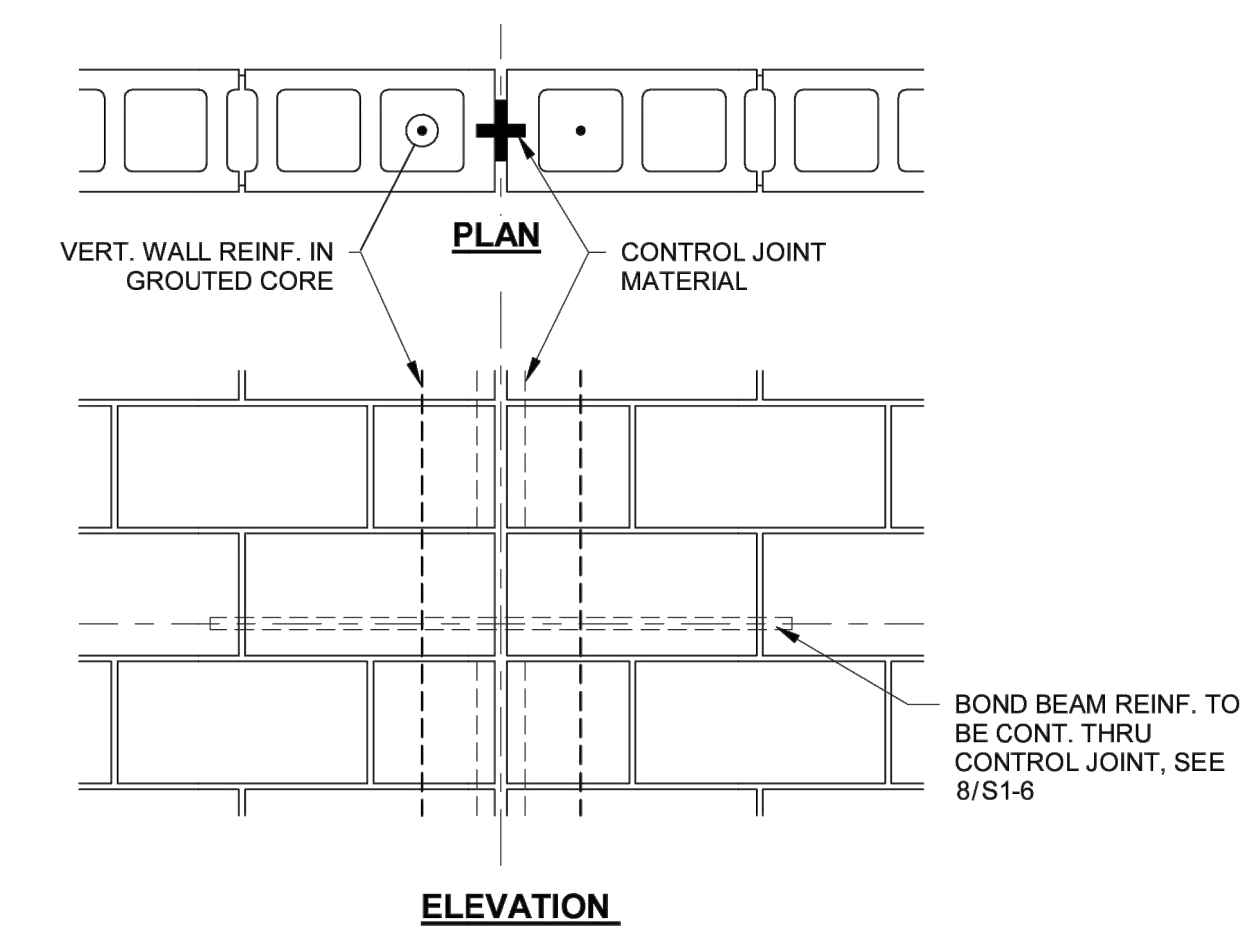 PLAN
VERT. WALL REINF. IN
GROUTED CORE
CONTROL JOINT
MATERIAL
BOND BEAM REINF. TO
BE CONT. THRU
CONTROL JOINT, SEE
8/S1-6
ELEVATION